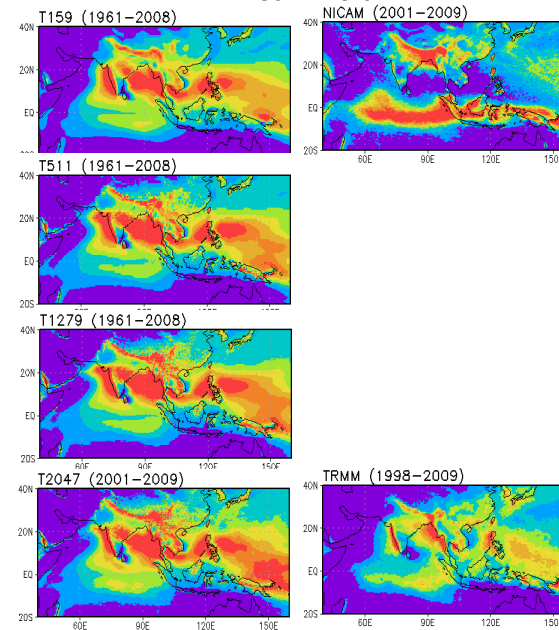 T159 (1961-2008)
NICAM (2001-2009)
40N
20N
EQ
20S
40N
20N
EQ
20S
60E 90E 120E 150
T511 (1961-2008)
40N
20N
EQ
20S
T1279 (1961-2008)
40N
20N
EQ
20S
60E 90E 120E 150E
T2047 (2001-2009)
TRMM (1998-2009)
40N
20N
EQ
20S
60E 90E 120E 150E
40N
20N
EQ
20S
60E 90E 120E 150